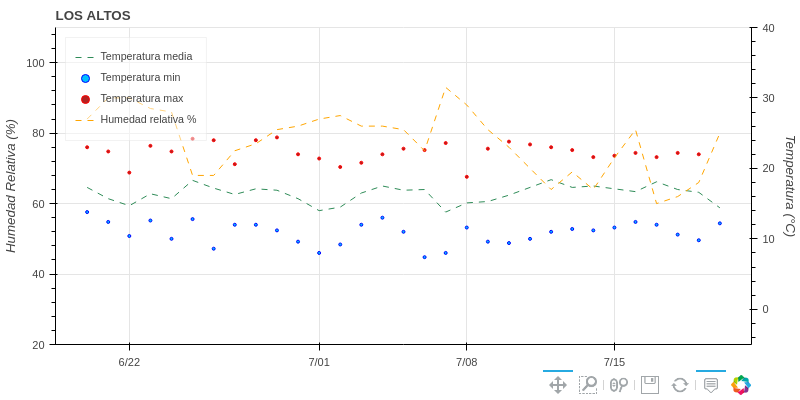 LOS ALTOS
Temperatura media
Temperatura min
Temperatura max
Humedad relativa %
Humedad Relativa (%)
100
80
60
40
20
Temperatura (°C)
40
30
20
10
0
6/22
7/01
7/08
7/15